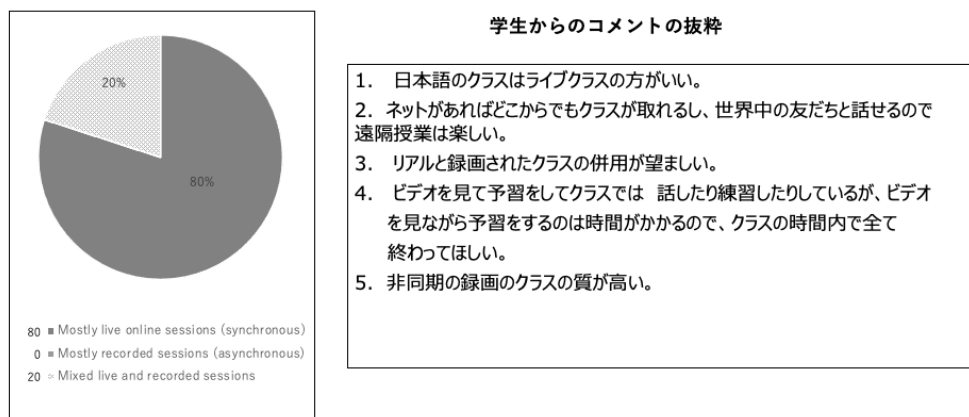 20%
80%
80 Mostly live online sessions (synchronous)
0 Mostly recorded sessions (asynchronous)
20 Mixed live and recorded sessions
学生からのコメントの抜粋
1. 日本語のクラスはライブクラスの方がいい。
2. ネットがあればどこからでもクラスが取れるし、世界中の友だちと話せるので
遠隔授業は楽しい。
3. リアルと録画されたクラスの併用が望ましい。
4. ビデオを見て予習をしてクラスでは 話したり練習したりしているが、ビデオ
を見ながら予習をするのは時間がかかるので、クラスの時間内で全て
終わってほしい。
5. 非同期の録画のクラスの質が高い。